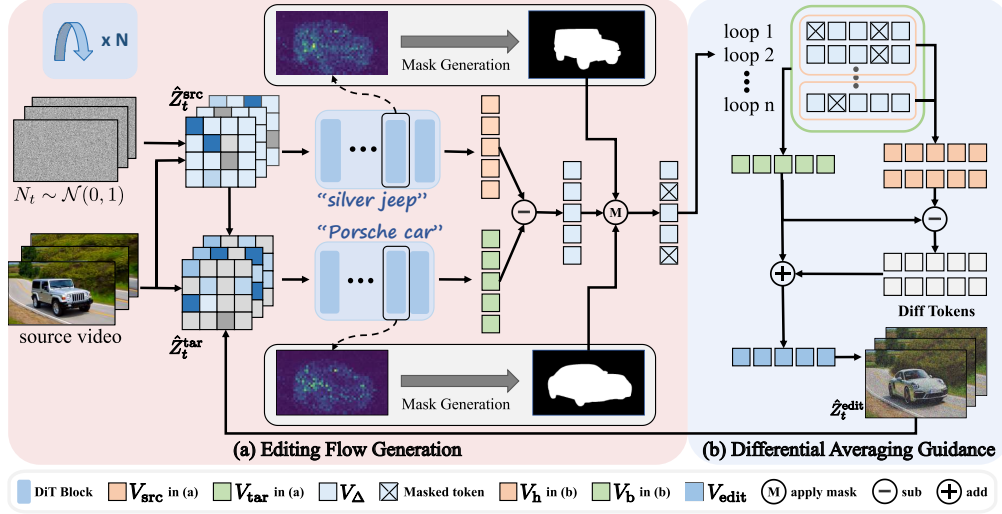 x N
Mask Generation
loop 1
loop 2
loop n
Ẑ_t^src
N_t ∼ 𝒩(0, 1)
"silver jeep"
"Porsche car"
M
Ẑ_t^tar
source video
Diff Tokens
Mask Generation
Ẑ_t^edit
(a) Editing Flow Generation
(b) Differential Averaging Guidance
DiT Block
V_src in (a)
V_tar in (a)
V_Δ
Masked token
V_h in (b)
V_b in (b)
V_edit
M apply mask
− sub
+ add